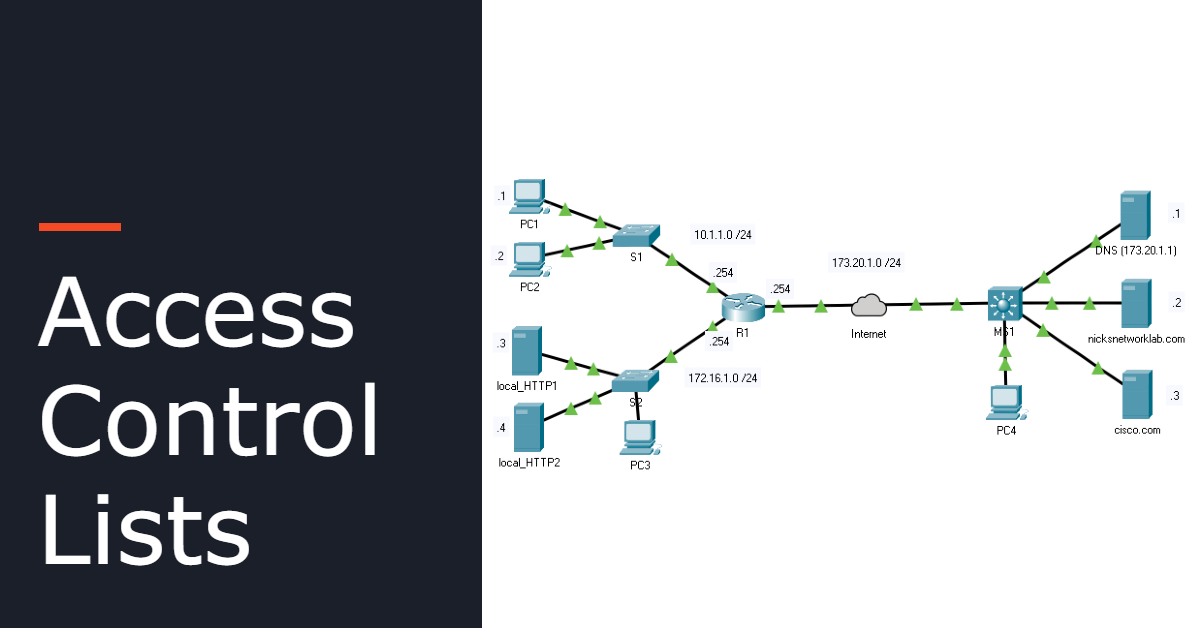 Access
Control
Lists
.1
PC1
.2
PC2
S1
10.1.1.0 /24
.254
R1
.254
.254
172.16.1.0 /24
.3
local_HTTP1
.4
local_HTTP2
S2
PC3
173.20.1.0 /24
Internet
MS1
PC4
.1
DNS (173.20.1.1)
.2
nicksnetworklab.com
.3
cisco.com